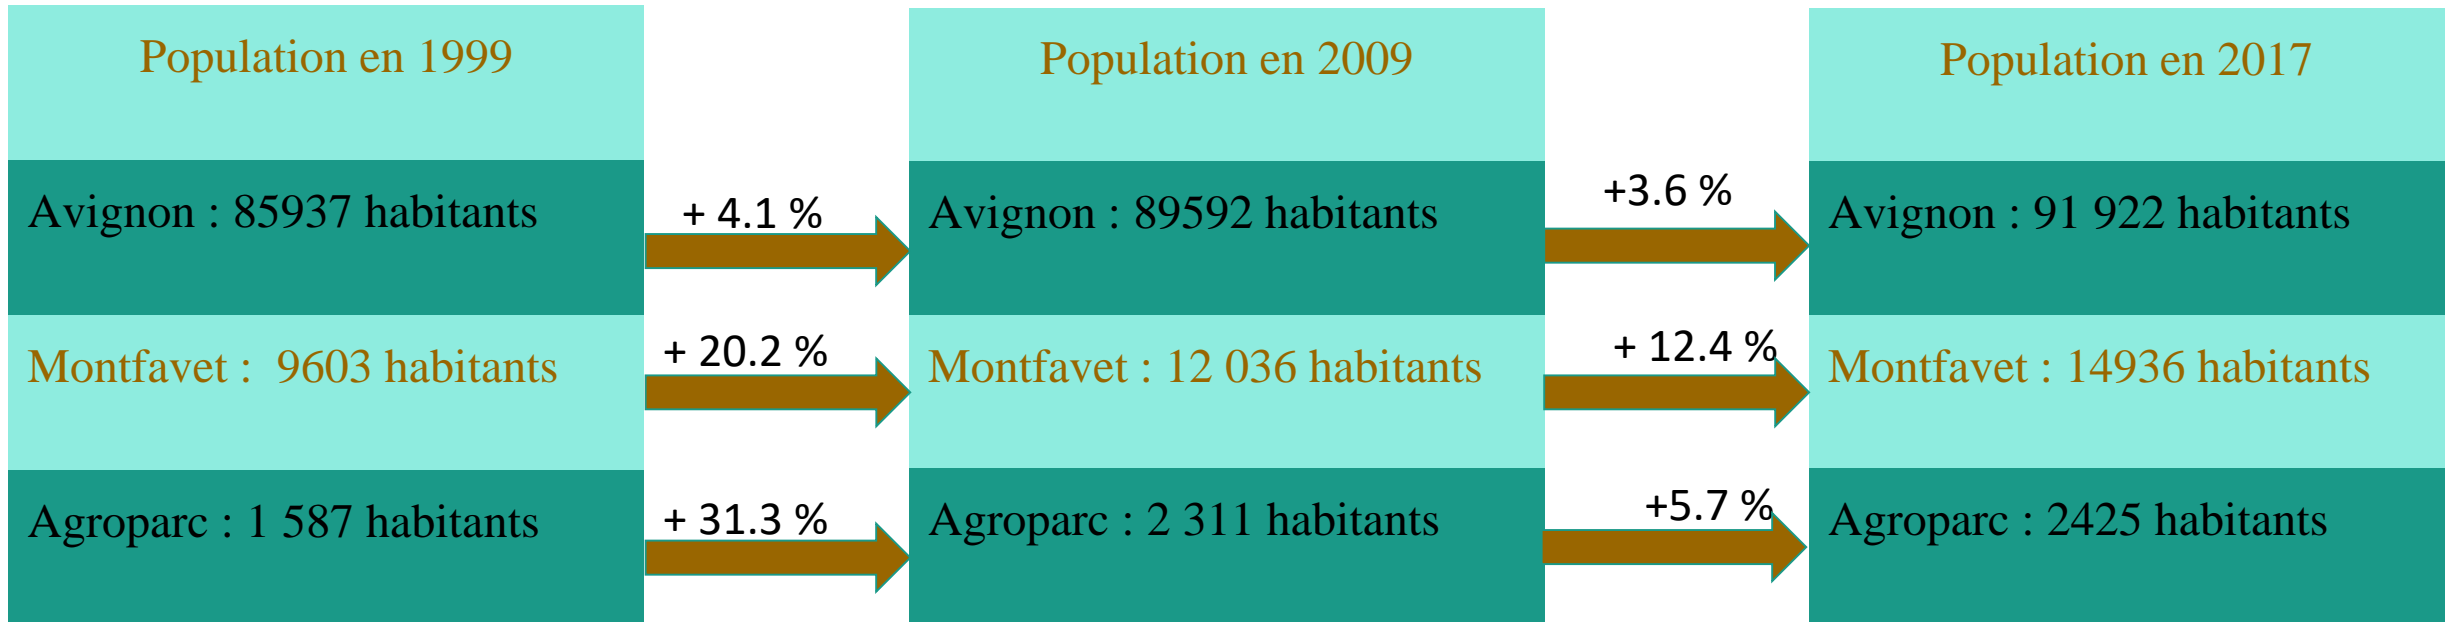 Population en 1999
Avignon : 85937 habitants
Montfavet : 9603 habitants
Agroparc : 1 587 habitants
+ 4.1 %
+ 20.2 %
+ 31.3 %
Population en 2009
Avignon : 89592 habitants
Montfavet : 12 036 habitants
Agroparc : 2 311 habitants
+3.6 %
+ 12.4 %
+5.7 %
Population en 2017
Avignon : 91 922 habitants
Montfavet : 14936 habitants
Agroparc : 2425 habitants